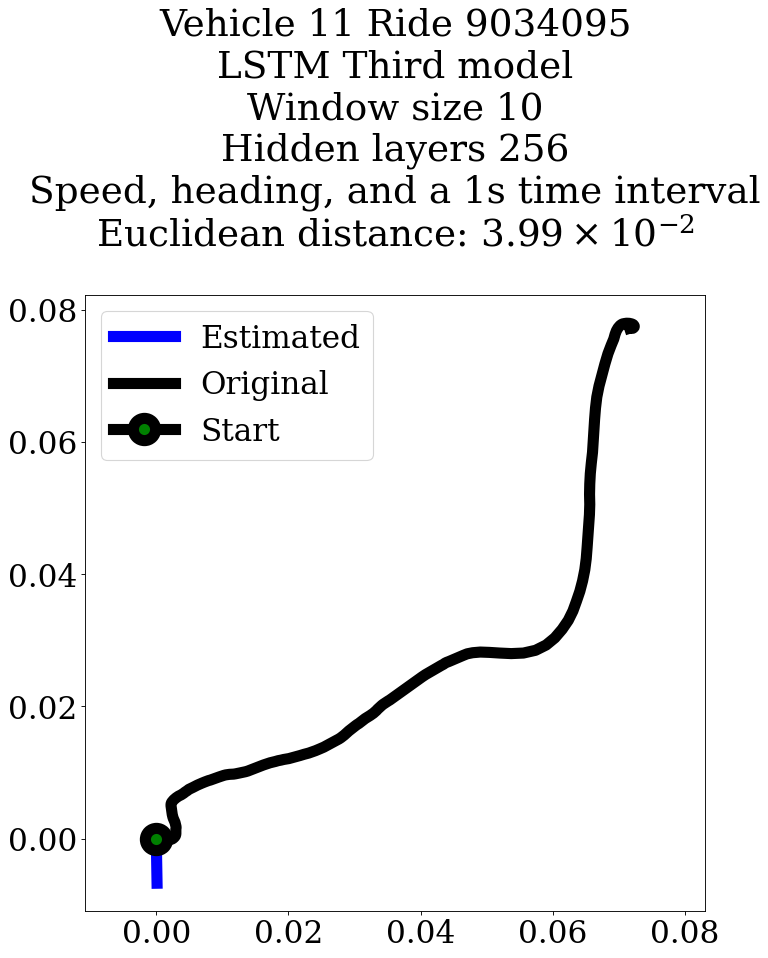 Vehicle 11 Ride 9034095
LSTM Third model
Window size 10
Hidden layers 256
Speed, heading, and a 1s time interval
Euclidean distance: 3.99 × 10⁻²
Estimated
Original
Start
0.08
0.06
0.04
0.02
0.00
0.00 0.02 0.04 0.06 0.08